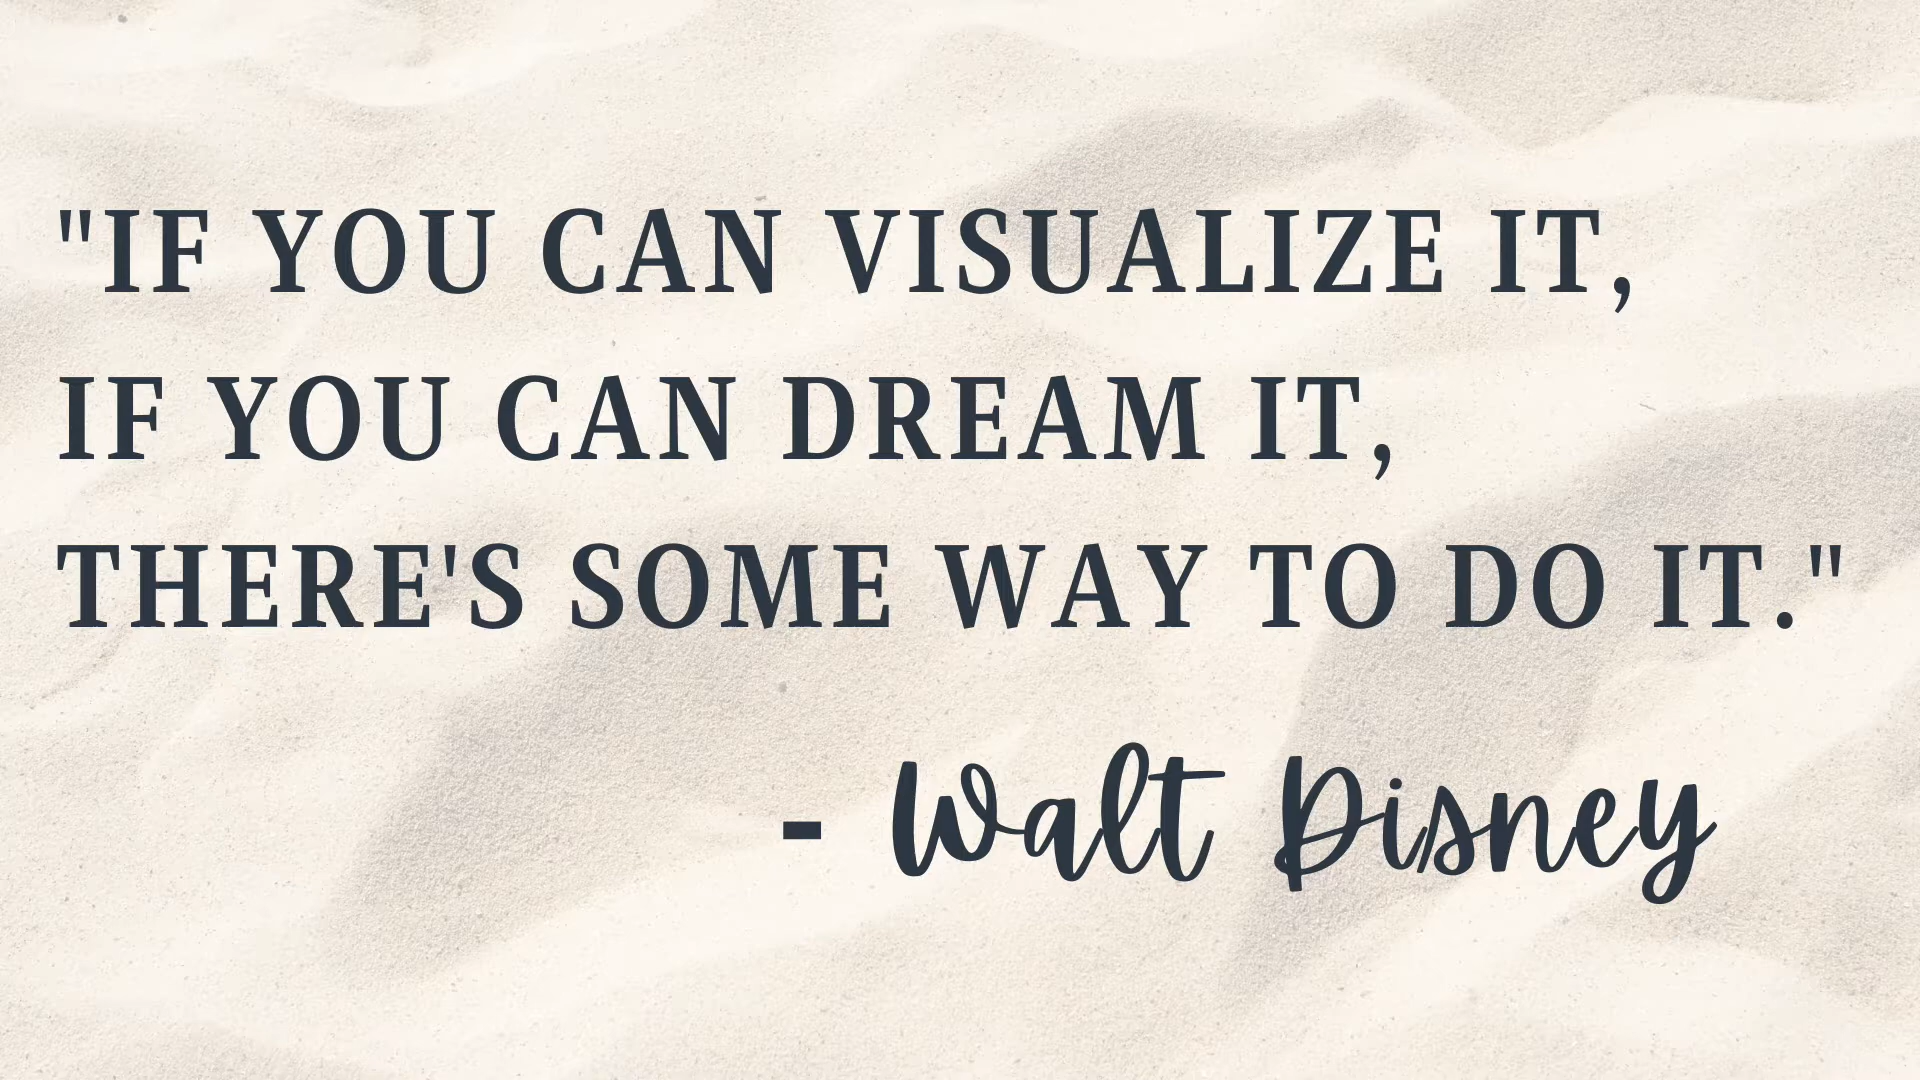 "IF YOU CAN VISUALIZE IT,
IF YOU CAN DREAM IT,
THERE'S SOME WAY TO DO IT."
- Walt Disney